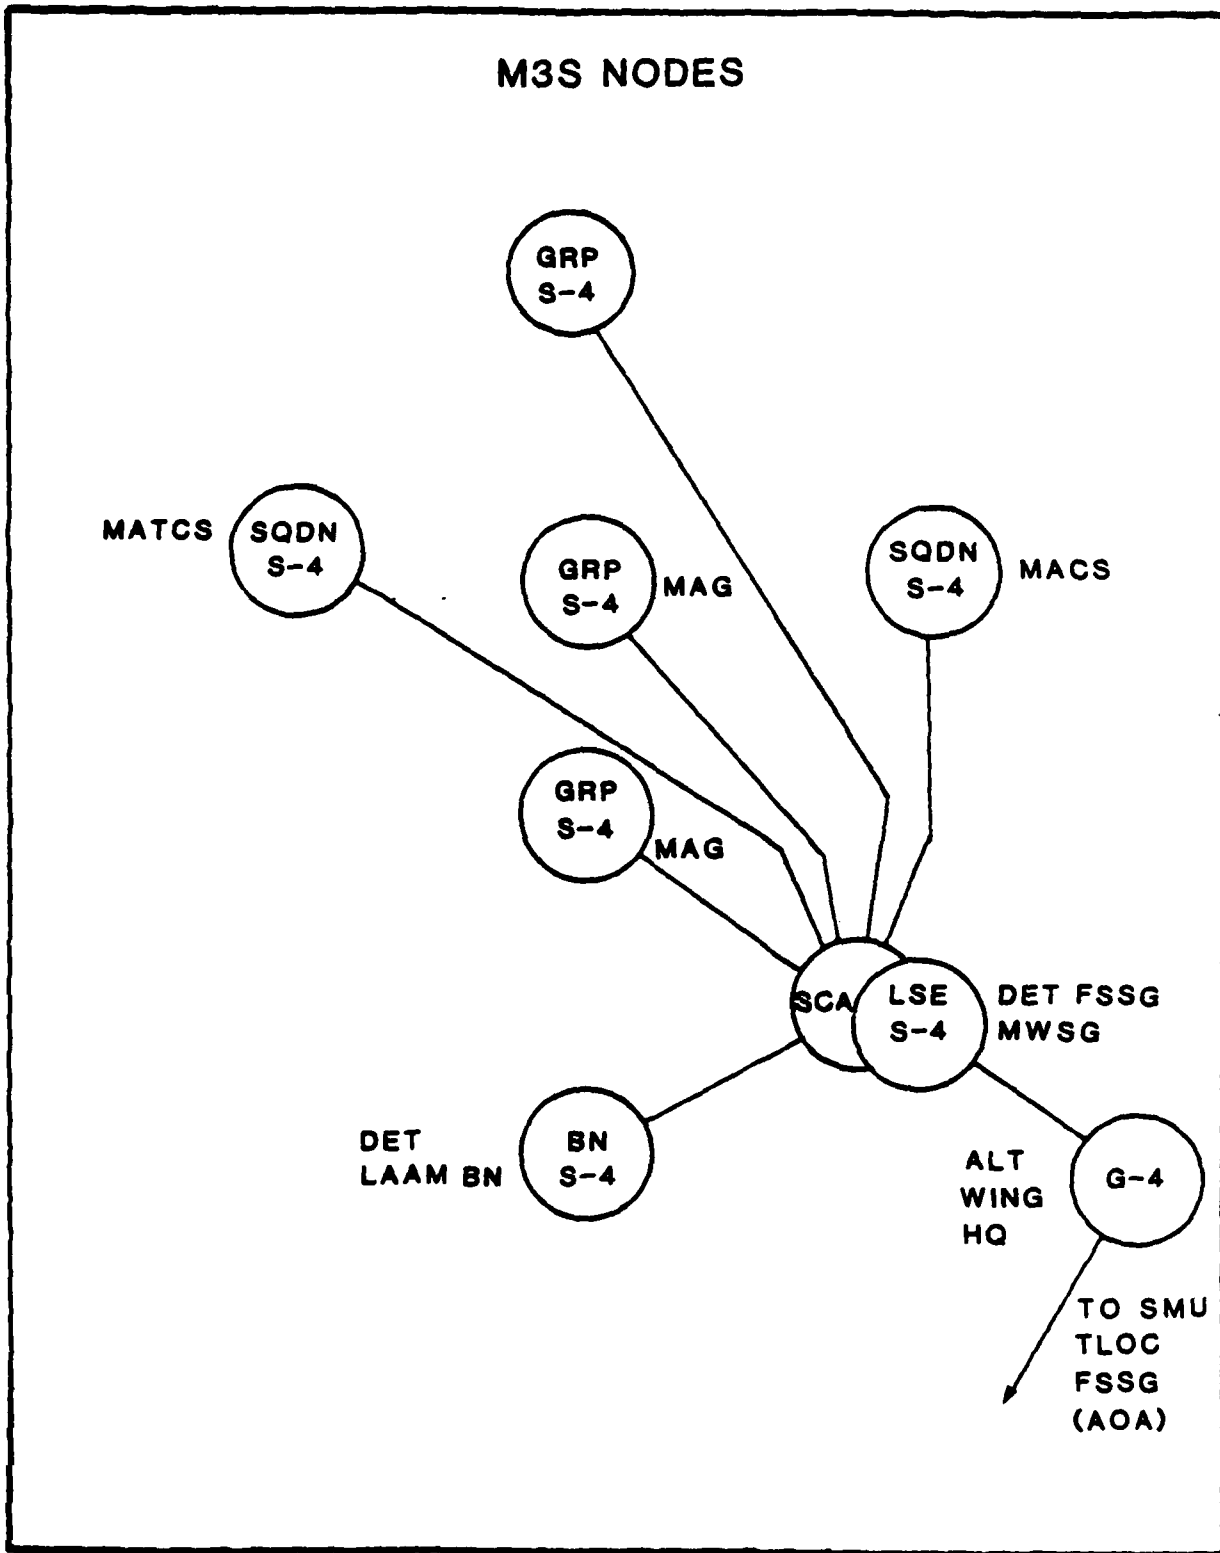 M3S NODES
GRP
S-4
MATCS
SQDN
S-4
GRP
S-4
MAG
SQDN
S-4
MACS
GRP
S-4
MAG
SCA
LSE
S-4
DET FSSG
MWSG
DET
LAAM BN
BN
S-4
ALT
WING
HQ
G-4
TO SMU
TLOC
FSSG
(AOA)